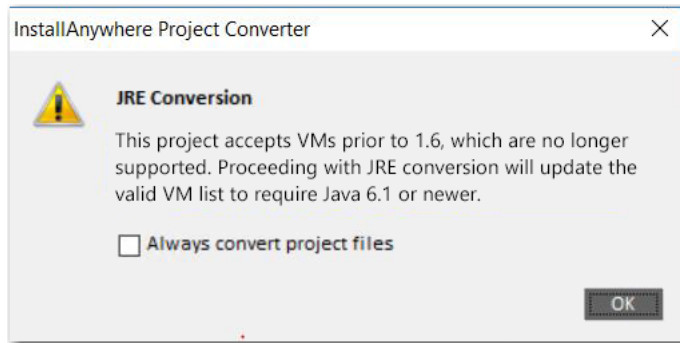 InstallAnywhere Project Converter
JRE Conversion
This project accepts VMs prior to 1.6, which are no longer
supported. Proceeding with JRE conversion will update the
valid VM list to require Java 6.1 or newer.
Always convert project files
OK